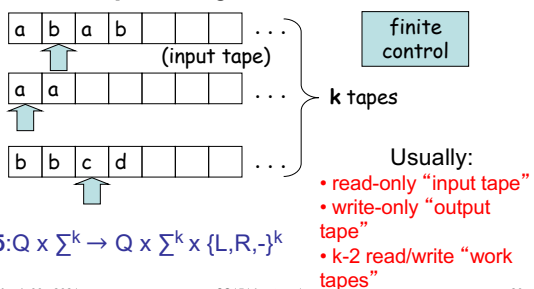 a b a b . . .
(input tape)
finite
control
a a . . .
k tapes
b b c d . . .
Usually:
• read-only “input tape”
• write-only “output
tape”
• k-2 read/write “work
tapes”
δ:Q x ∑ᵏ → Q x ∑ᵏ x {L,R,-}ᵏ